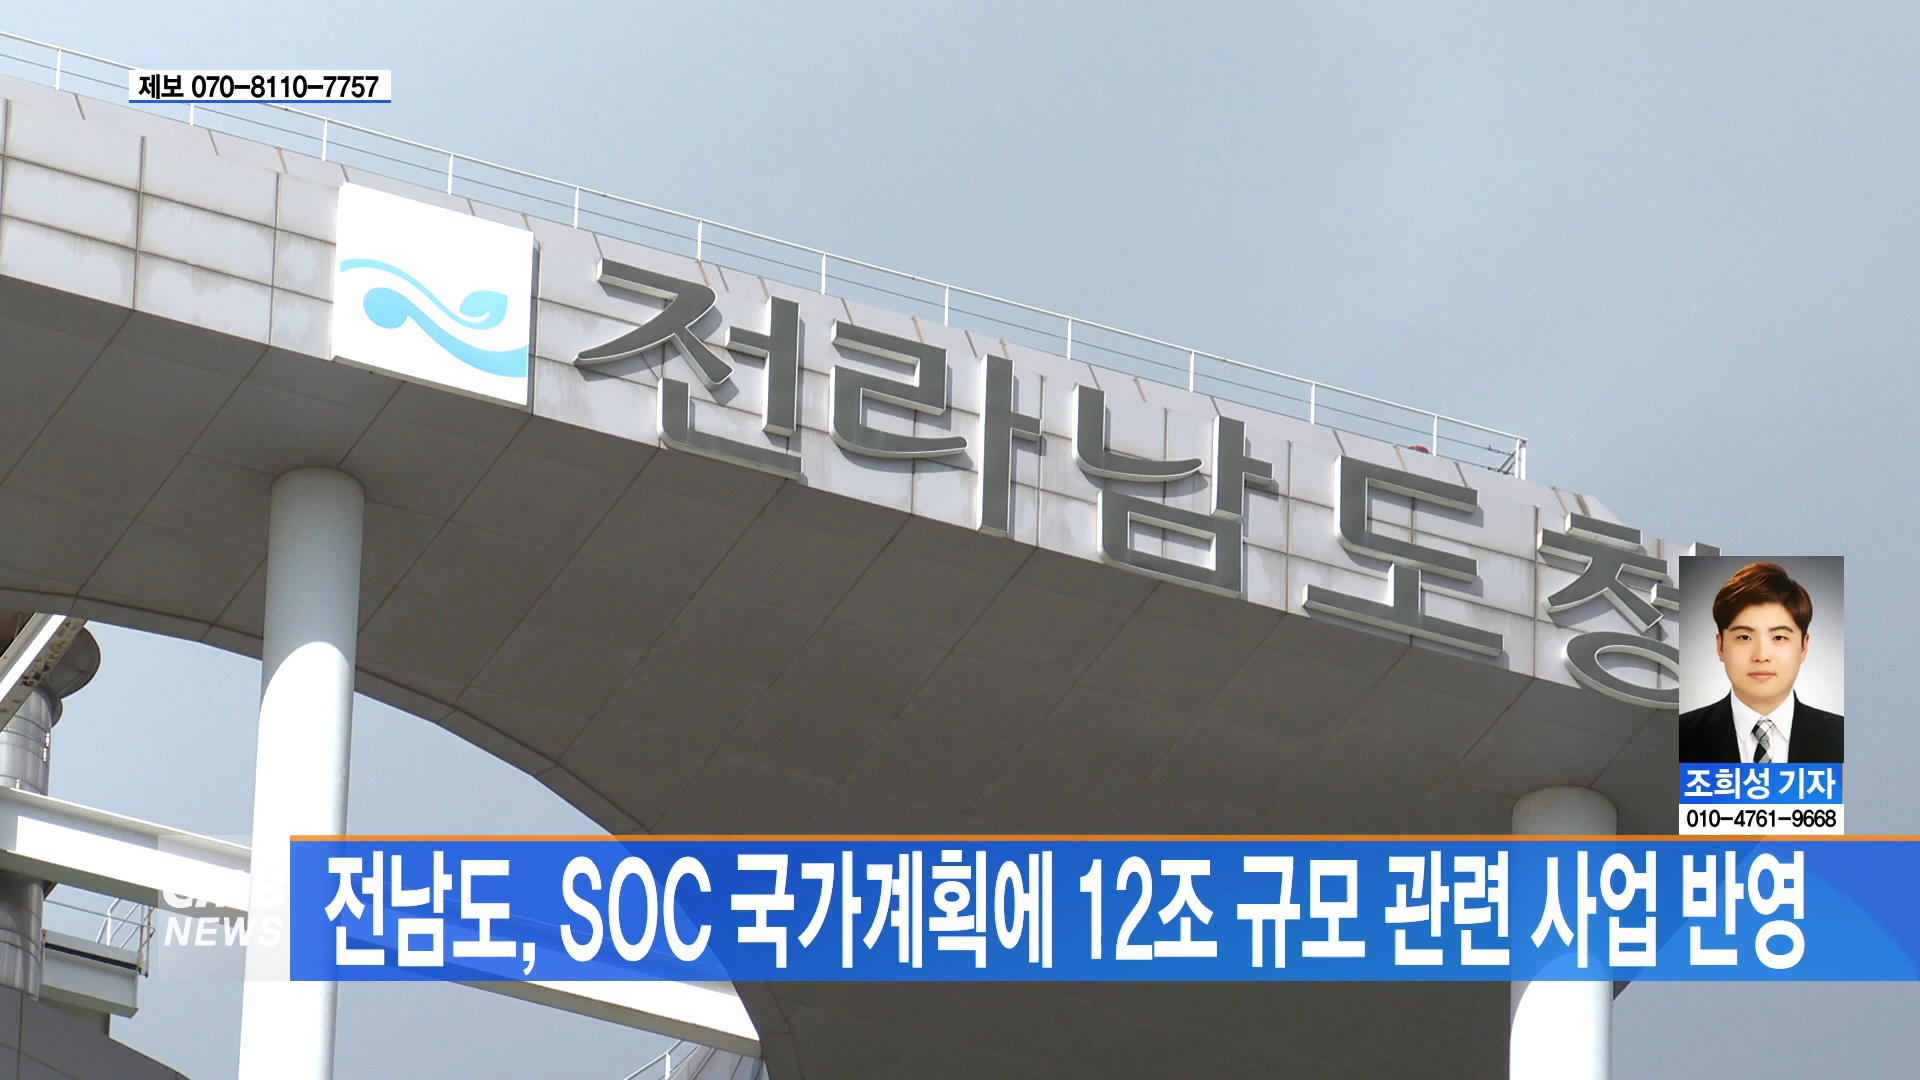 제보 070-8110-7757
전라남도청
조희성 기자
010-4761-9668
NEWS
전남도, SOC 국가계획에 12조 규모 관련 사업 반영